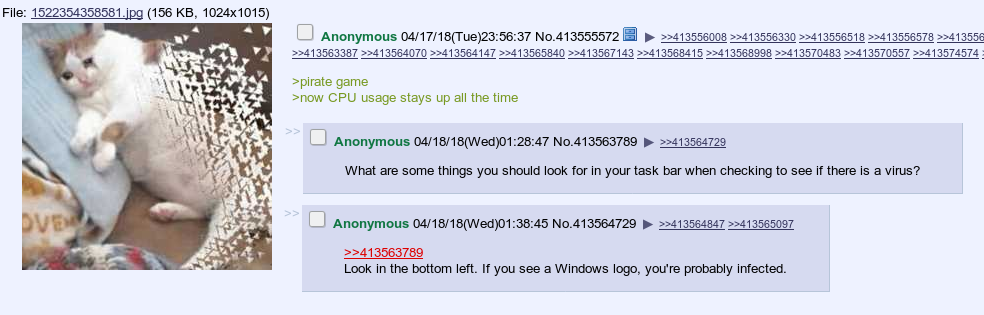 File: 1522354358581.jpg (156 KB, 1024x1015)
Anonymous 04/17/18(Tue)23:56:37 No.413555572 ▶ >>413556008 >>413556330 >>413556518 >>413556578 >>413556
>>413563387 >>413564070 >>413564147 >>413565840 >>413567143 >>413568415 >>413568998 >>413570483 >>413570557 >>413574574
>pirate game
>now CPU usage stays up all the time
>> Anonymous 04/18/18(Wed)01:28:47 No.413563789 ▶ >>413564729
What are some things you should look for in your task bar when checking to see if there is a virus?
>> Anonymous 04/18/18(Wed)01:38:45 No.413564729 ▶ >>413564847 >>413565097
>>413563789
Look in the bottom left. If you see a Windows logo, you're probably infected.
OVEN